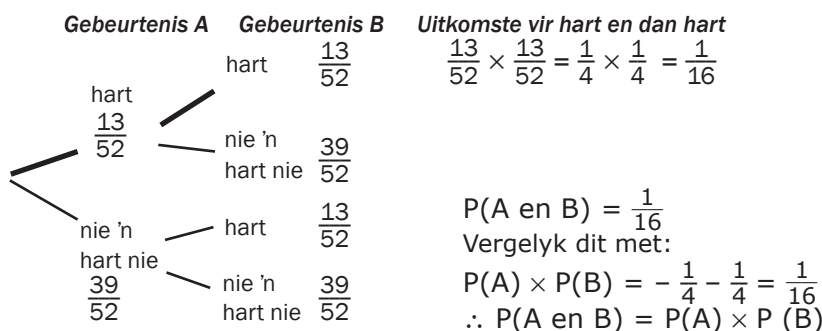 Gebeurtenis A Gebeurtenis B Uitkomste vir hart en dan hart
hart 13/52
13/52 × 13/52 = 1/4 × 1/4 = 1/16
hart
13/52
nie 'n
hart nie 39/52
nie 'n
hart nie
39/52
hart 13/52
nie 'n
hart nie 39/52
P(A en B) = 1/16
Vergelyk dit met:
P(A) × P(B) = – 1/4 – 1/4 = 1/16
∴ P(A en B) = P(A) × P (B)